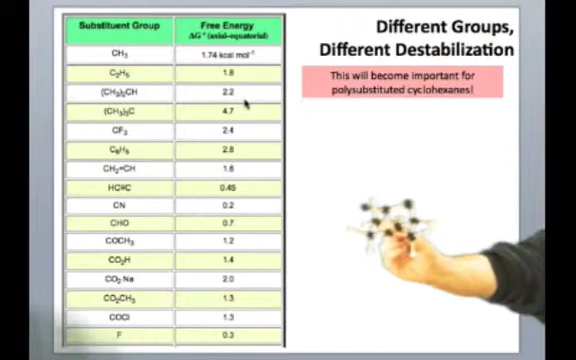 Different Groups,
Different Destabilization
This will become important for
polysubstituted cyclohexanes!
Substituent Group Free Energy
ΔG° (axial-equatorial)
CH₃ 1.74 kcal mol⁻¹
C₂H₅ 1.8
(CH₃)₂CH 2.2
(CH₃)₃C 4.7
CF₃ 2.4
C₆H₅ 2.8
CH₂=CH 1.6
HC≡C 0.45
CN 0.2
CHO 0.7
COCH₃ 1.2
CO₂H 1.4
CO₂ Na 2.0
CO₂CH₃ 1.3
COCl 1.3
F 0.3